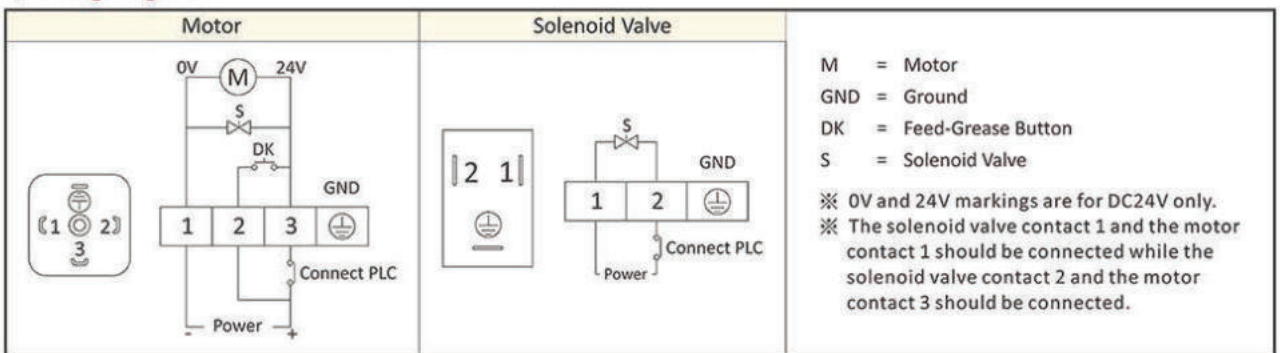 Motor
Solenoid Valve
0V M 24V
S
DK
GND
1 2 3
1 2
3
Connect PLC
- Power +
2 1
S
GND
1 2
Connect PLC
Power
M = Motor
GND = Ground
DK = Feed-Grease Button
S = Solenoid Valve
※ 0V and 24V markings are for DC24V only.
※ The solenoid valve contact 1 and the motor
contact 1 should be connected while the
solenoid valve contact 2 and the motor
contact 3 should be connected.